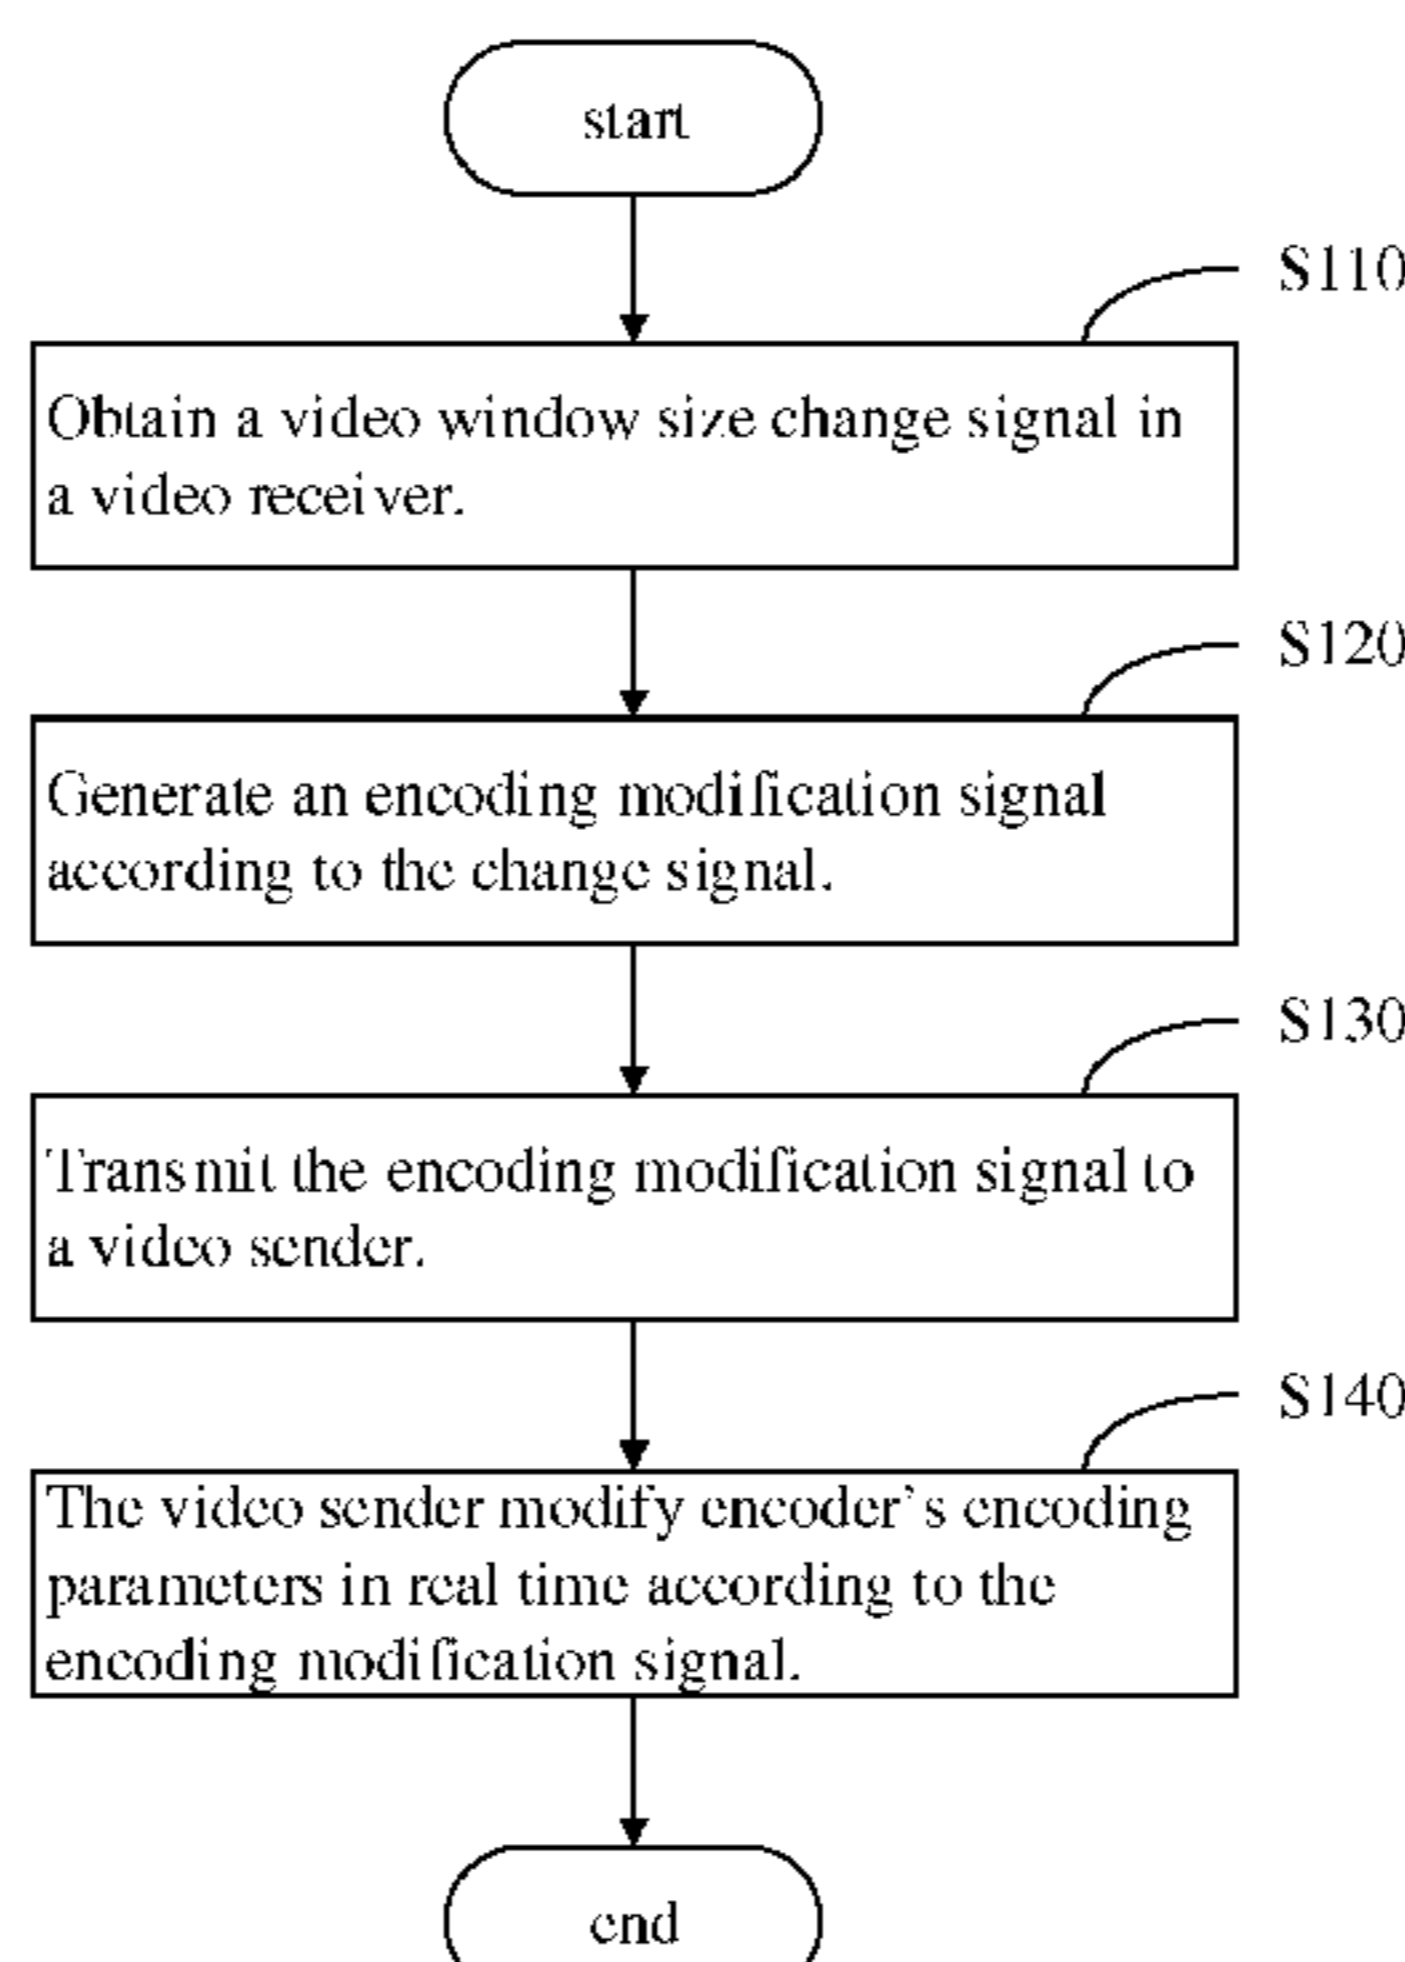 start
S110
Obtain a video window size change signal in
a video receiver.
S120
Generate an encoding modification signal
according to the change signal.
S130
Transmit the encoding modification signal to
a video sender.
S140
The video sender modify encoder's encoding
parameters in real time according to the
encoding modification signal.
end